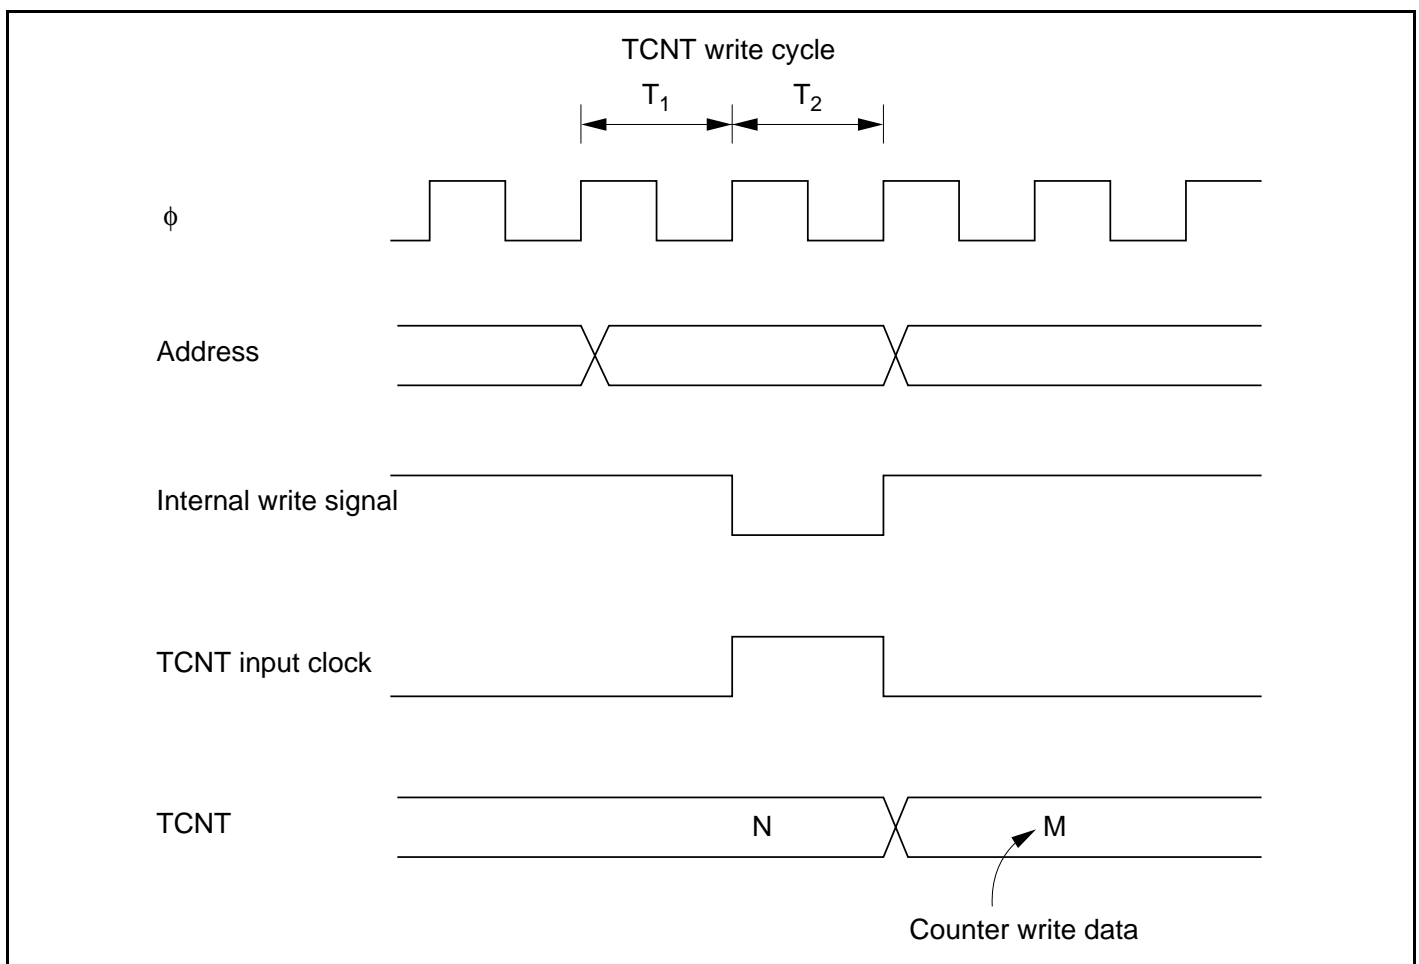 TCNT write cycle
T1 T2
ϕ
Address
Internal write signal
TCNT input clock
TCNT N M
Counter write data